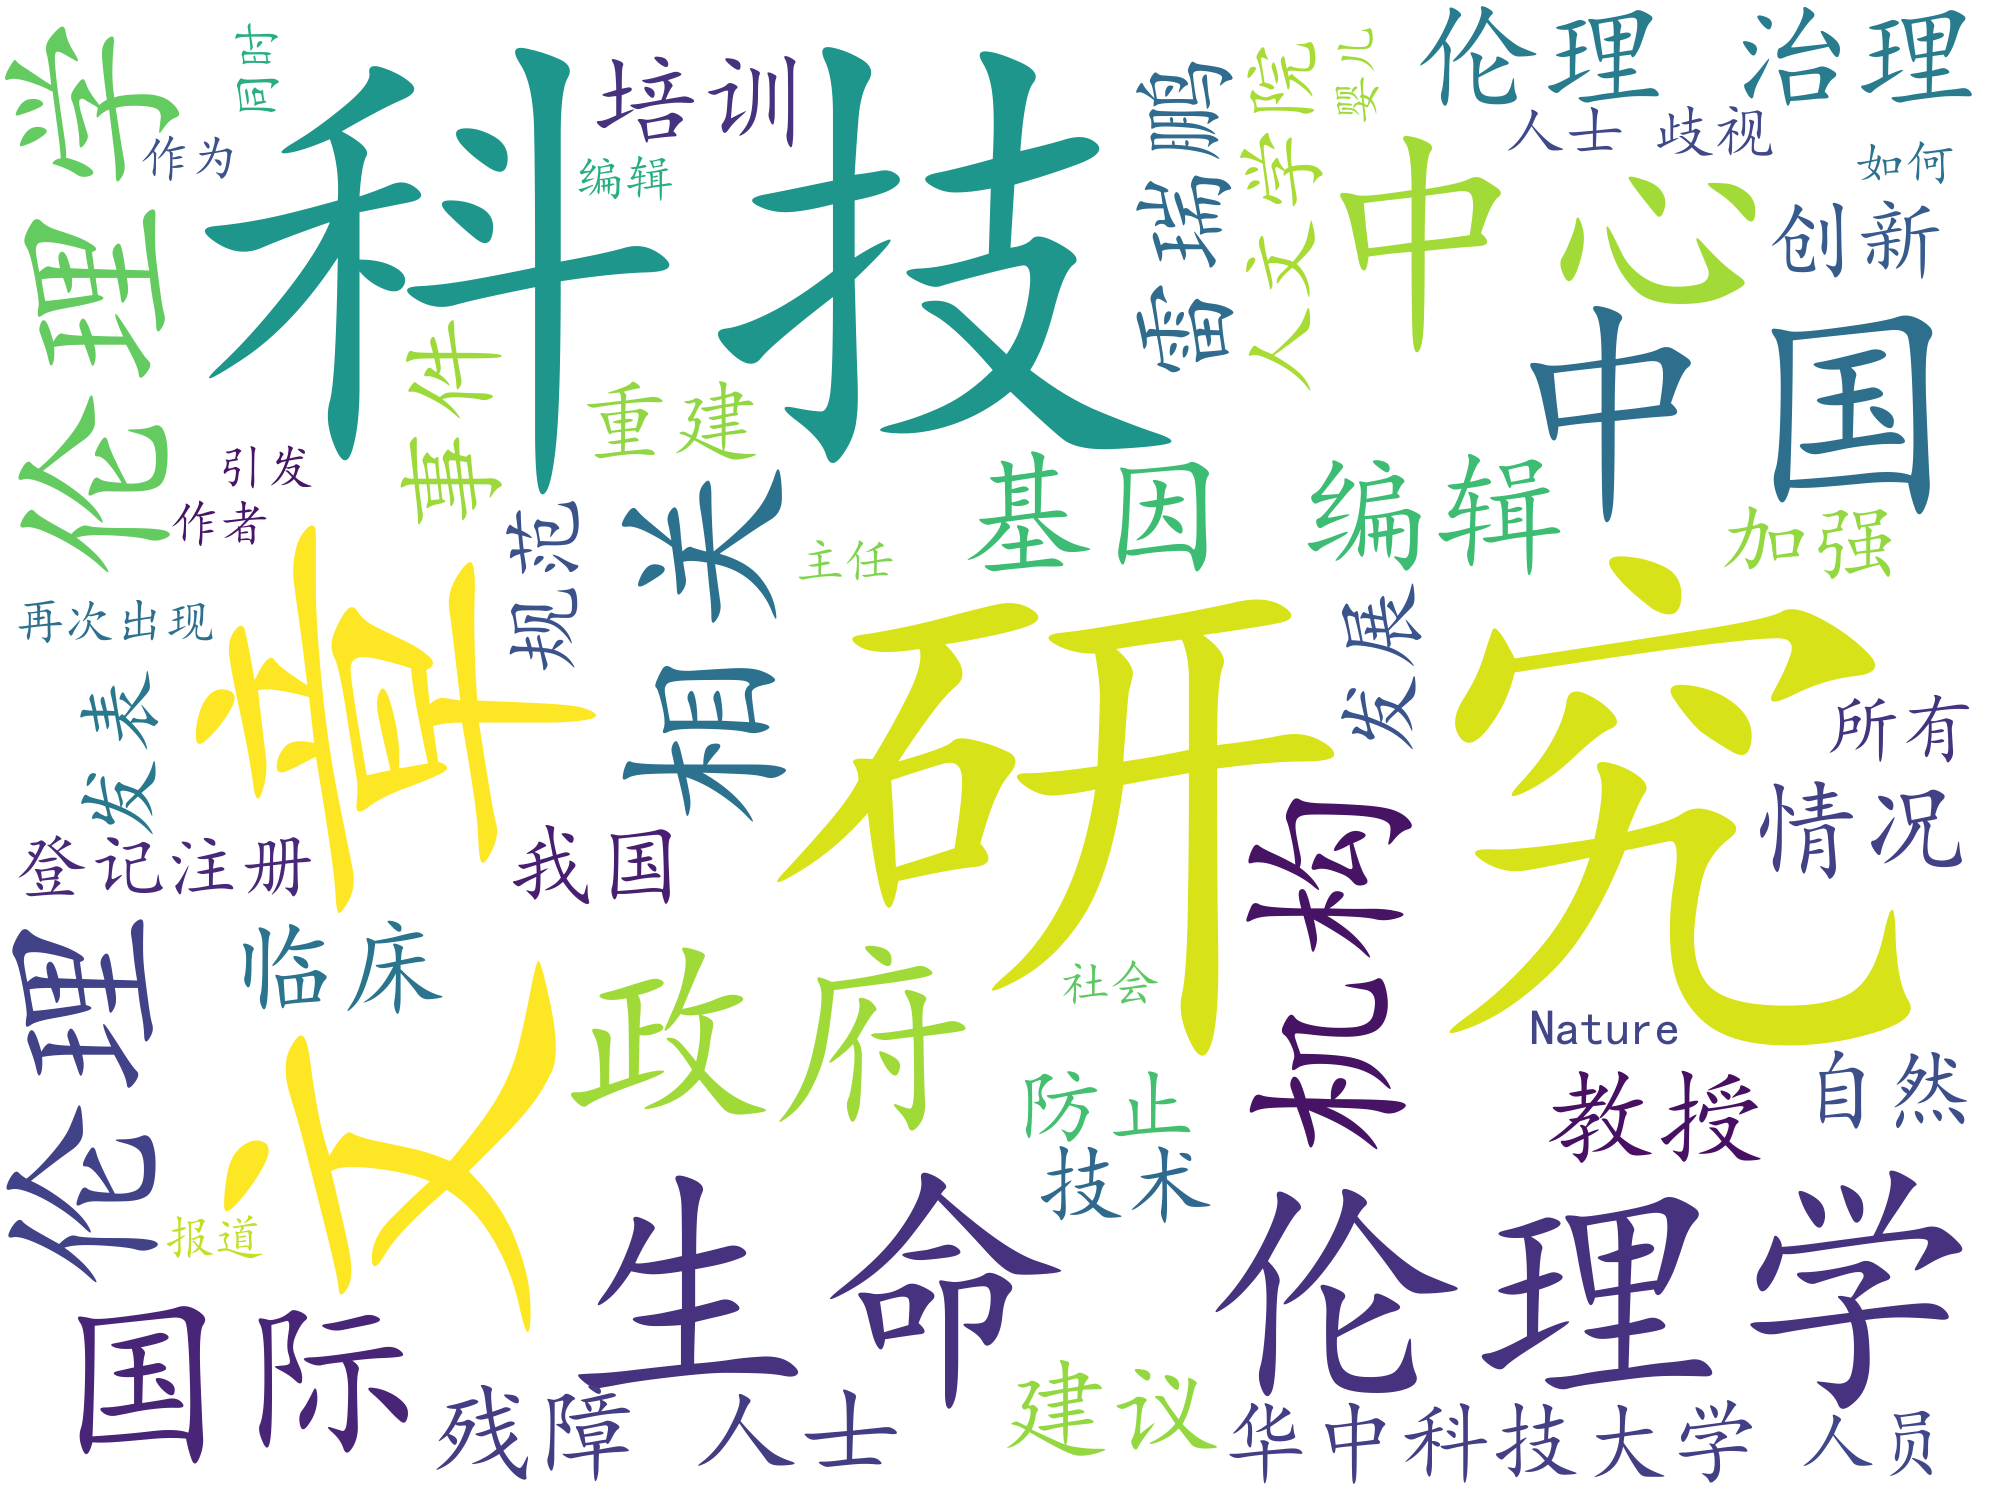 同时
伦理学
作为
科技
培训
编辑
雷瑞鹏
人文学院
婴儿
伦理 治理
人士 歧视
如何
中心
创新
事件
重建
中国
引发
作者
规范
相关
主任
基因 编辑
加强
再次出现
文章
研究
发展
发表
所有
情况
登记注册
我国
机构
伦理
临床
政府
社会
Nature
防止
技术
教授
自然
报道
生命 伦理学
国际
残障 人士
建议
华中科技大学
人员